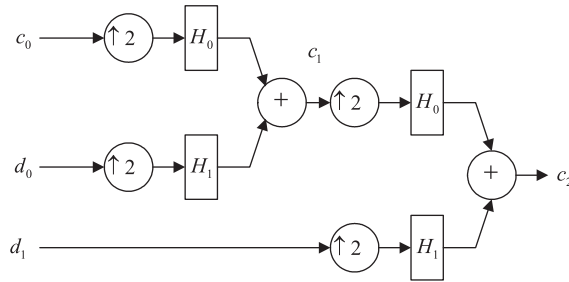 c₀ ↑2 H₀
c₁
+ ↑2 H₀
d₀ ↑2 H₁
+ c₂
d₁ ↑2 H₁